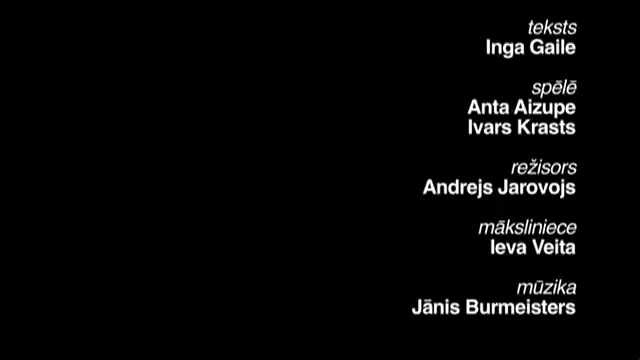 teksts
Inga Gaile
spēlē
Anta Aizupe
Ivars Krasts
režisors
Andrejs Jarovojs
māksliniece
Ieva Veita
mūzika
Jānis Burmeisters